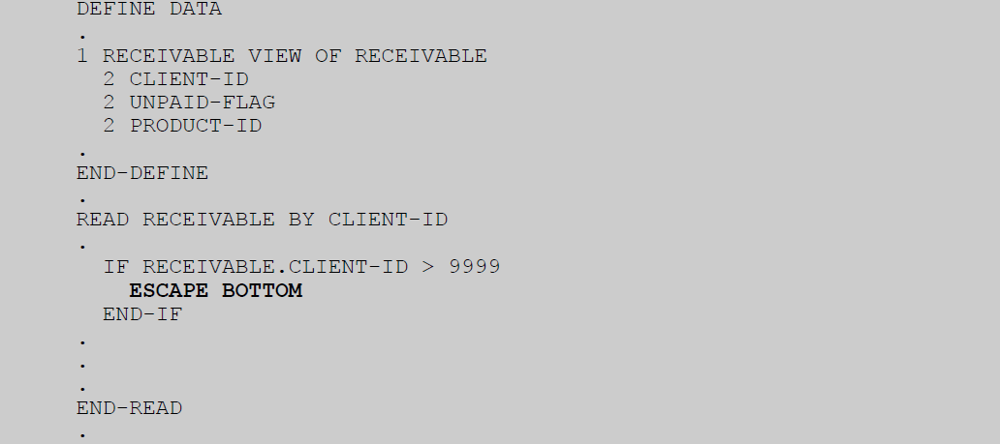 DEFINE DATA
.
1 RECEIVABLE VIEW OF RECEIVABLE
  2 CLIENT-ID
  2 UNPAID-FLAG
  2 PRODUCT-ID
.
END-DEFINE
.
READ RECEIVABLE BY CLIENT-ID
.
  IF RECEIVABLE.CLIENT-ID > 9999
    ESCAPE BOTTOM
  END-IF
.
.
.
END-READ
.